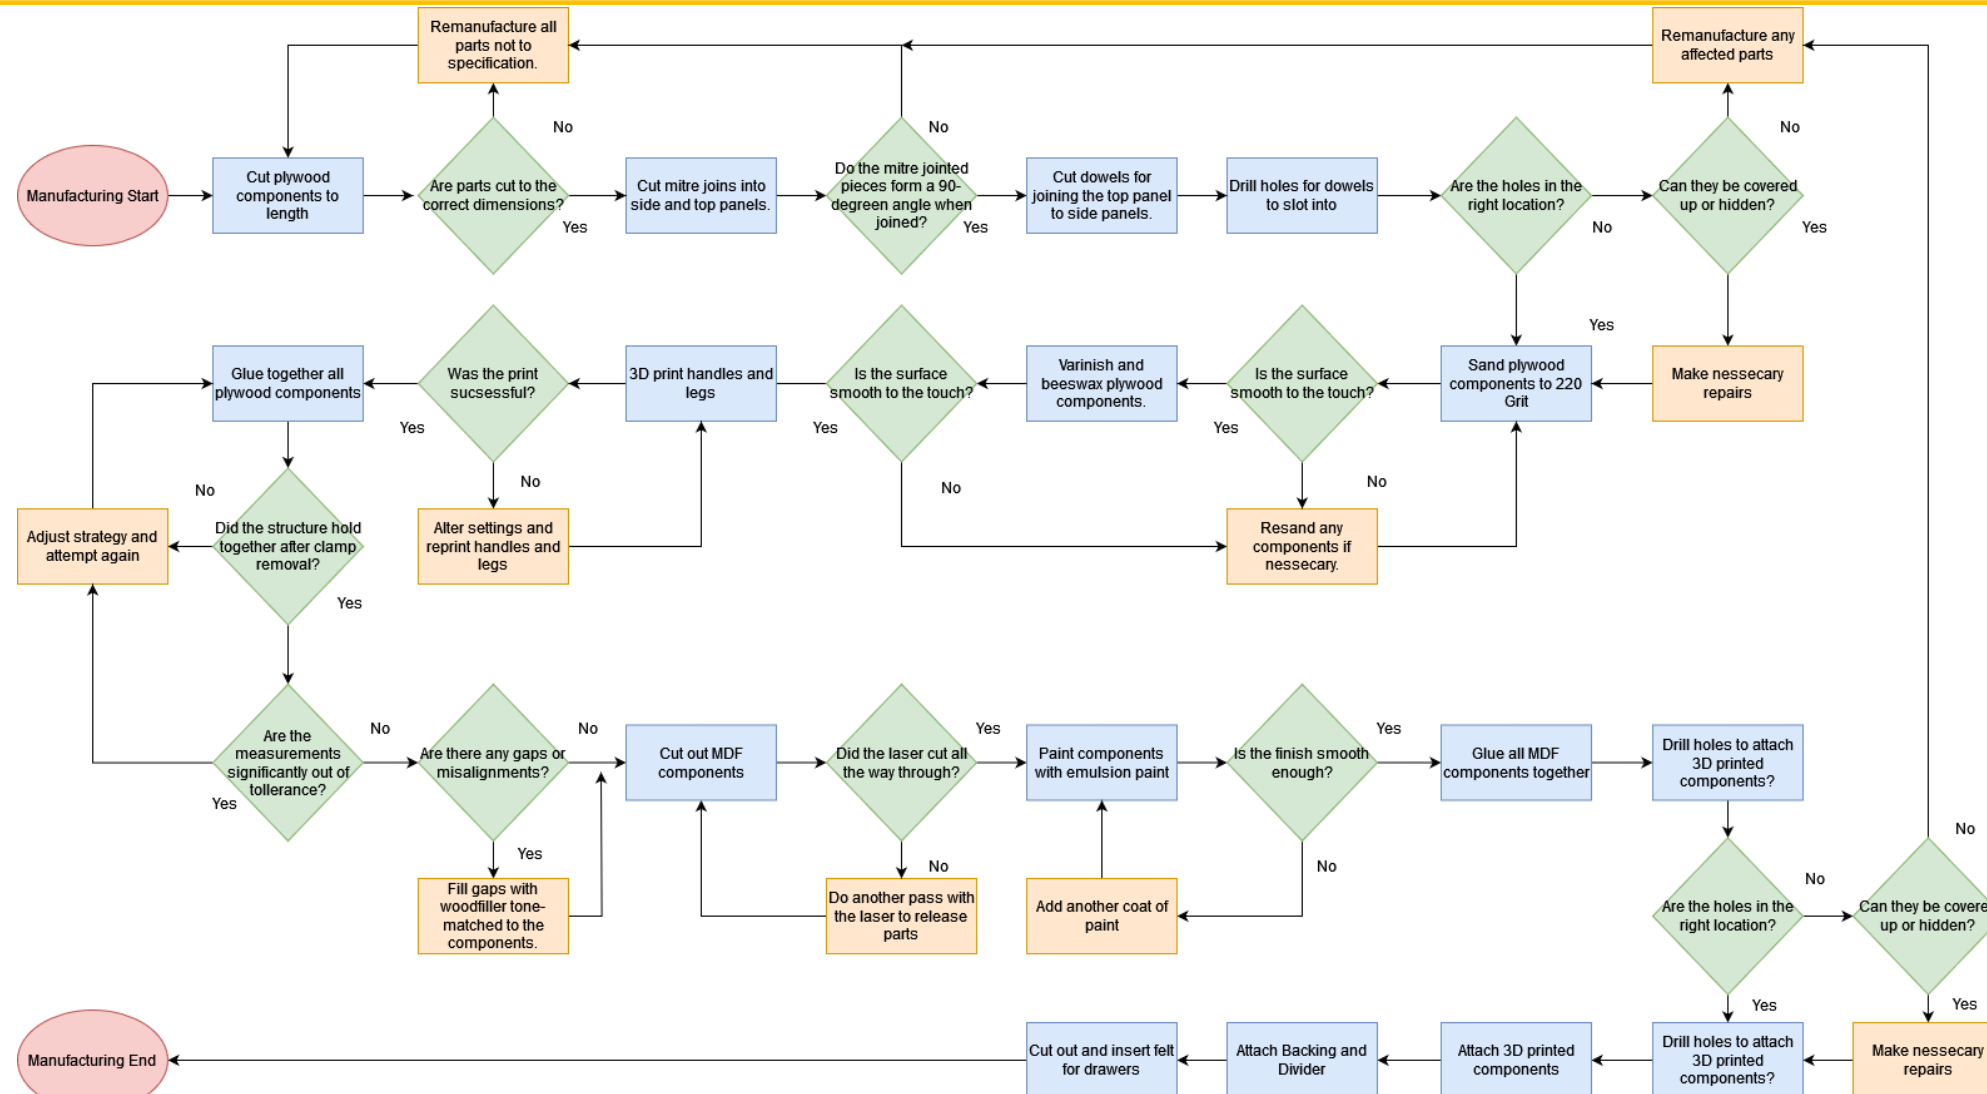 Remanufacture all
parts not to
specification.
Remanufacture any
affected parts
No
No
No
Manufacturing Start
Cut plywood
components to
length
Are parts cut to the
correct dimensions?
Yes
Cut mitre joins into
side and top panels.
Do the mitre jointed
pieces form a 90-
degreen angle when
joined?
Yes
Cut dowels for
joining the top panel
to side panels.
Drill holes for dowels
to slot into
Are the holes in the
right location?
No
Can they be covered
up or hidden?
Yes
Yes
Glue together all
plywood components
Was the print
sucsessful?
Yes
3D print handles and
legs
Is the surface
smooth to the touch?
Yes
Varinish and
beeswax plywood
components.
Is the surface
smooth to the touch?
Yes
Sand plywood
components to 220
Grit
Make nessecary
repairs
No
No
No
No
Adjust strategy and
attempt again
Did the structure hold
together after clamp
removal?
Yes
Alter settings and
reprint handles and
legs
Resand any
components if
nessecary.
Are the
measurements
significantly out of
tollerance?
Yes
No
Are there any gaps or
misalignments?
No
Cut out MDF
components
Did the laser cut all
the way through?
Yes
Paint components
with emulsion paint
Is the finish smooth
enough?
Yes
Glue all MDF
components together
Drill holes to attach
3D printed
components?
Yes
No
No
No
No
Fill gaps with
woodfiller tone-
matched to the
components.
Do another pass with
the laser to release
parts
Add another coat of
paint
Are the holes in the
right location?
Can they be covere
up or hidden?
Yes
Yes
Manufacturing End
Cut out and insert felt
for drawers
Attach Backing and
Divider
Attach 3D printed
components
Drill holes to attach
3D printed
components?
Make nessecary
repairs